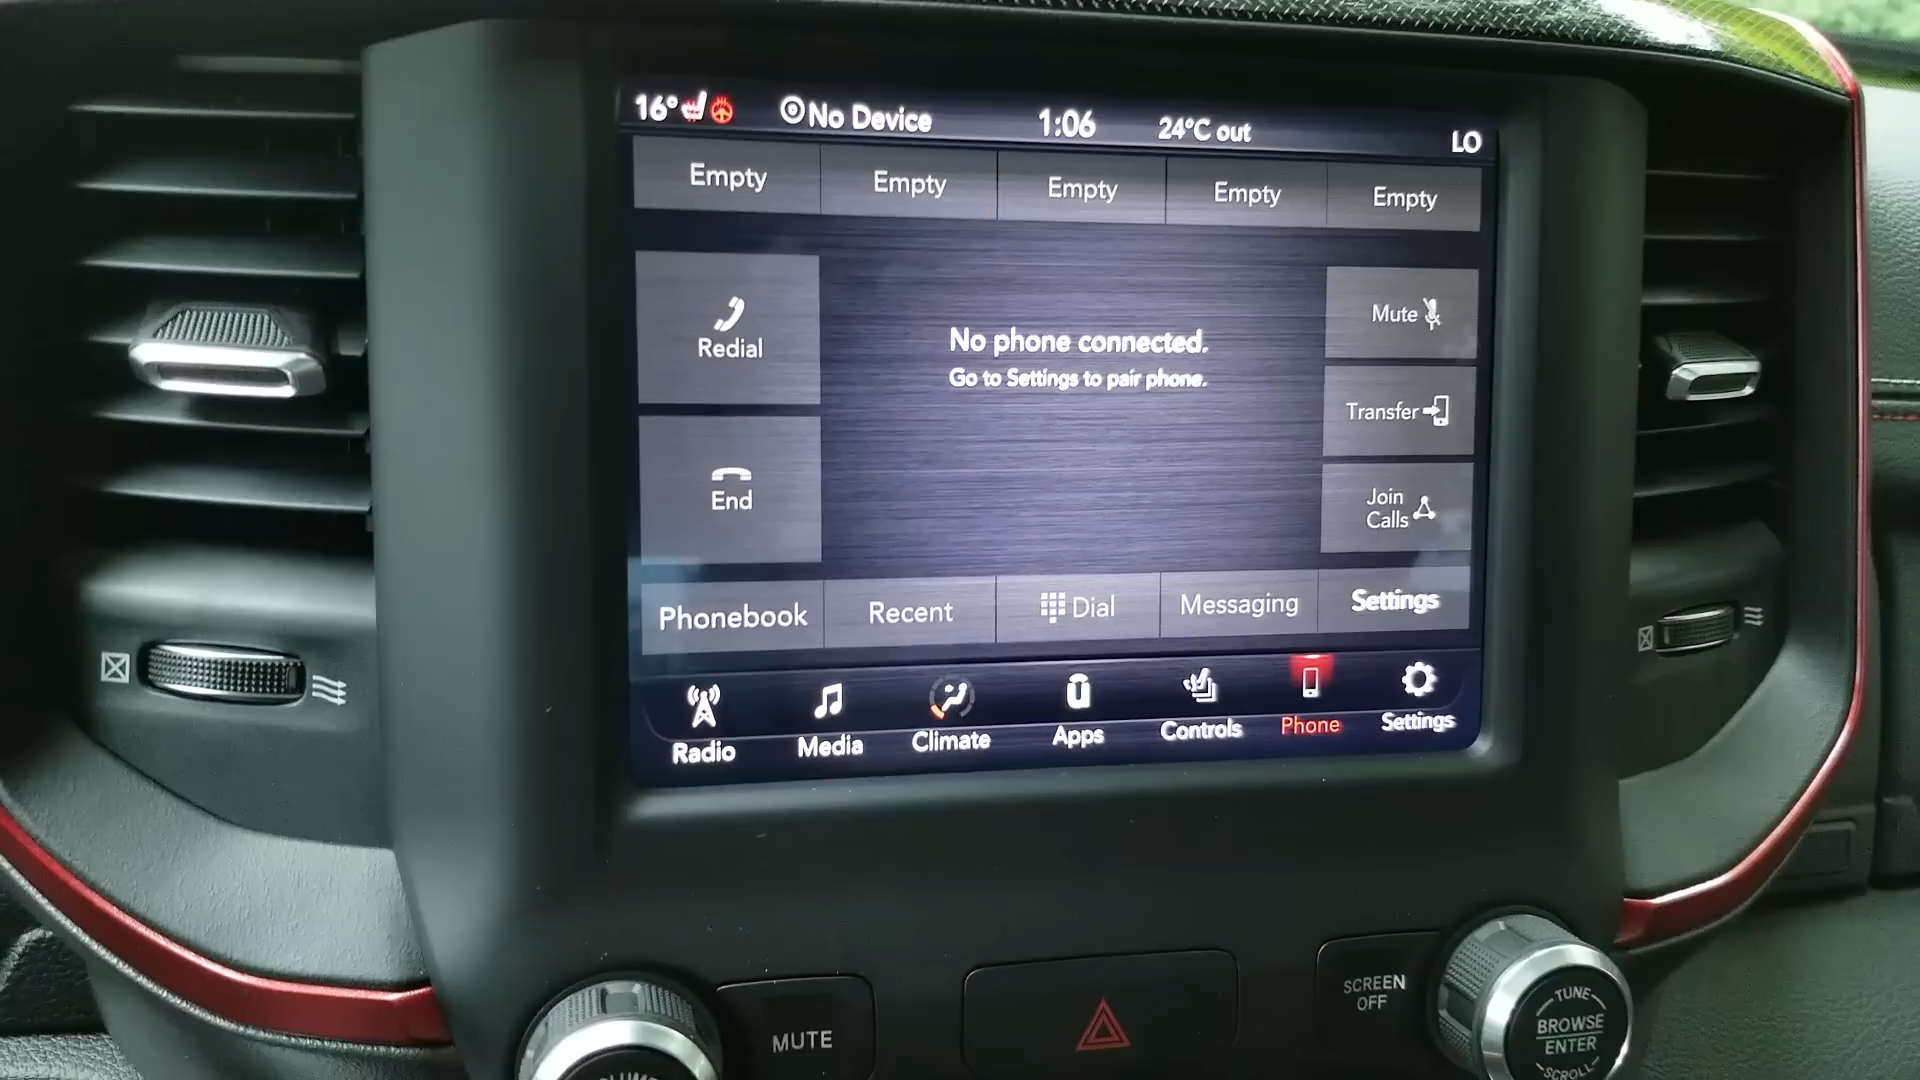 16° No Device 1:06 24°C out LO
Empty Empty Empty Empty Empty
Redial
End
No phone connected.
Go to Settings to pair phone.
Mute
Transfer
Join
Calls
Phonebook Recent Dial Messaging Settings
Radio Media Climate Apps Controls Phone Settings
MUTE
SCREEN
OFF
TUNE
BROWSE
ENTER
SCROLL